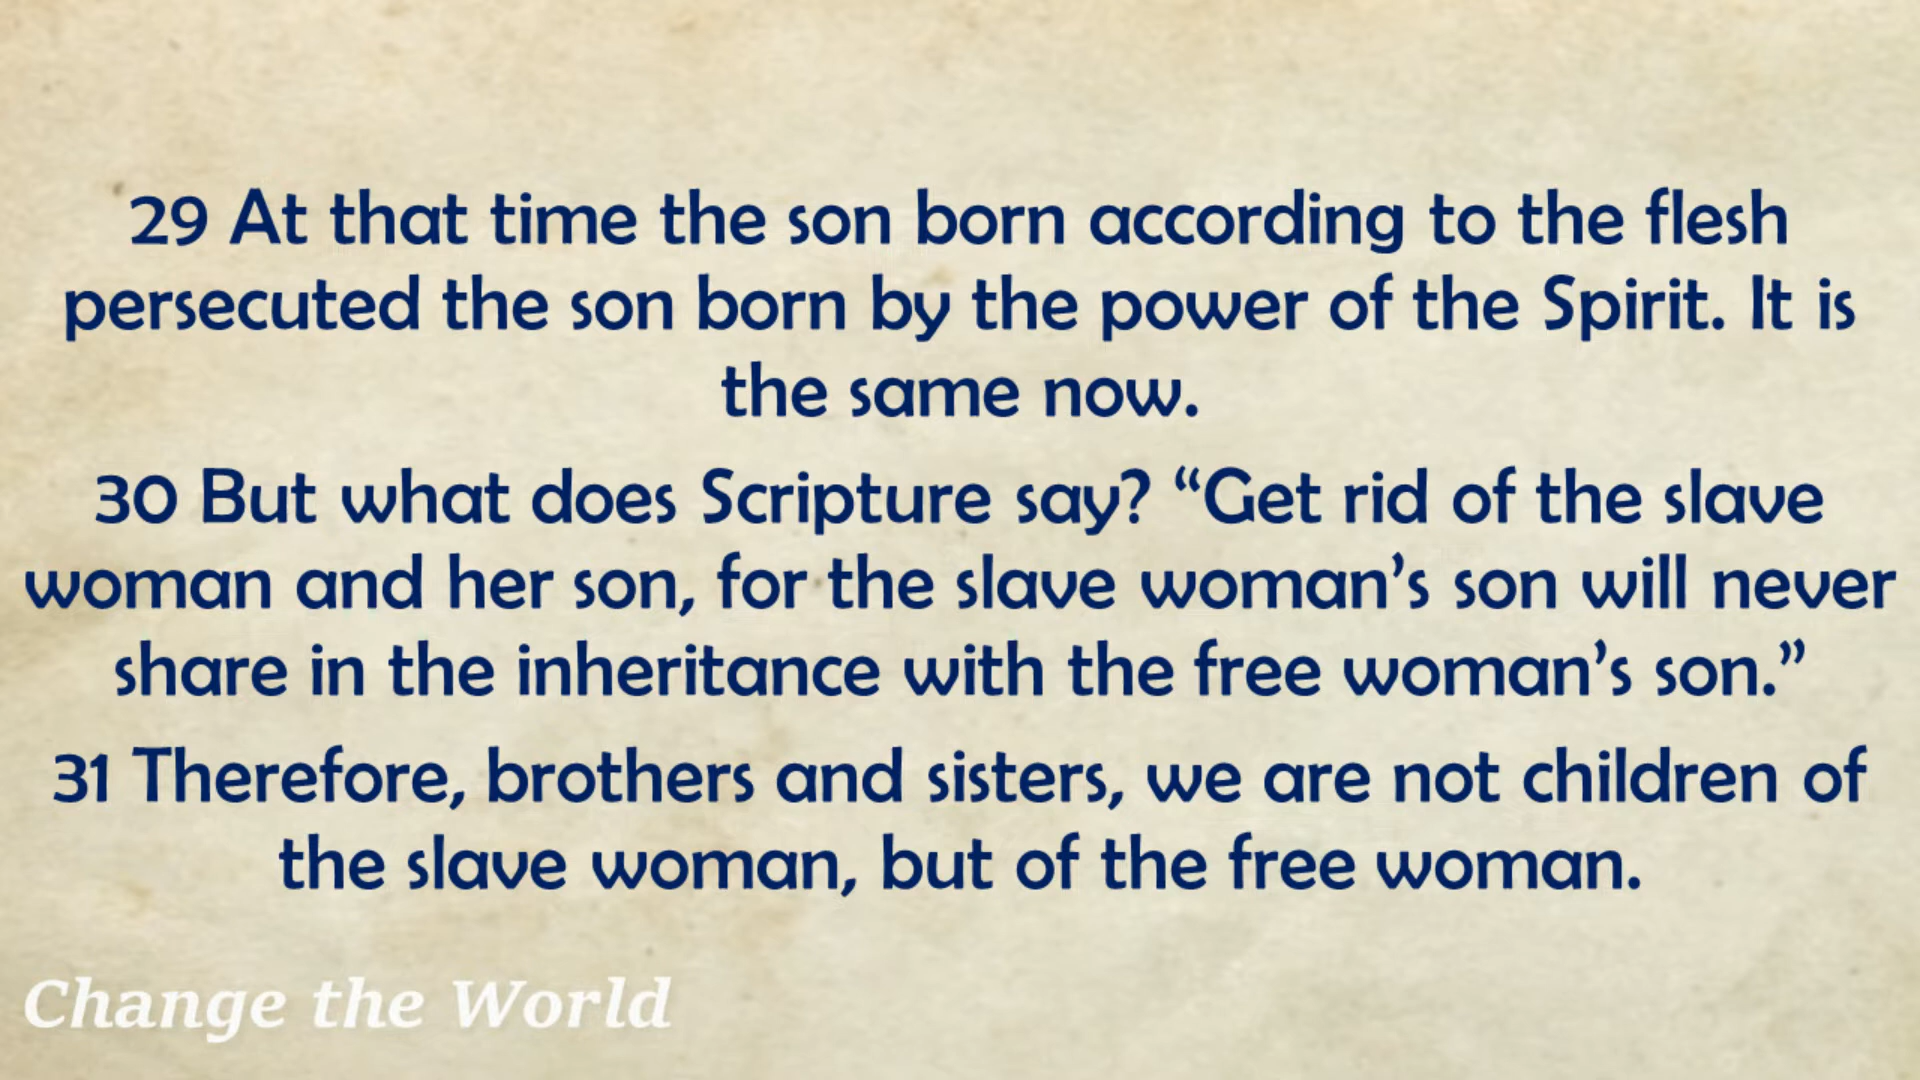 29 At that time the son born according to the flesh
persecuted the son born by the power of the Spirit. It is
the same now.
30 But what does Scripture say? “Get rid of the slave
woman and her son, for the slave woman’s son will never
share in the inheritance with the free woman’s son.”
31 Therefore, brothers and sisters, we are not children of
the slave woman, but of the free woman.
Change the World